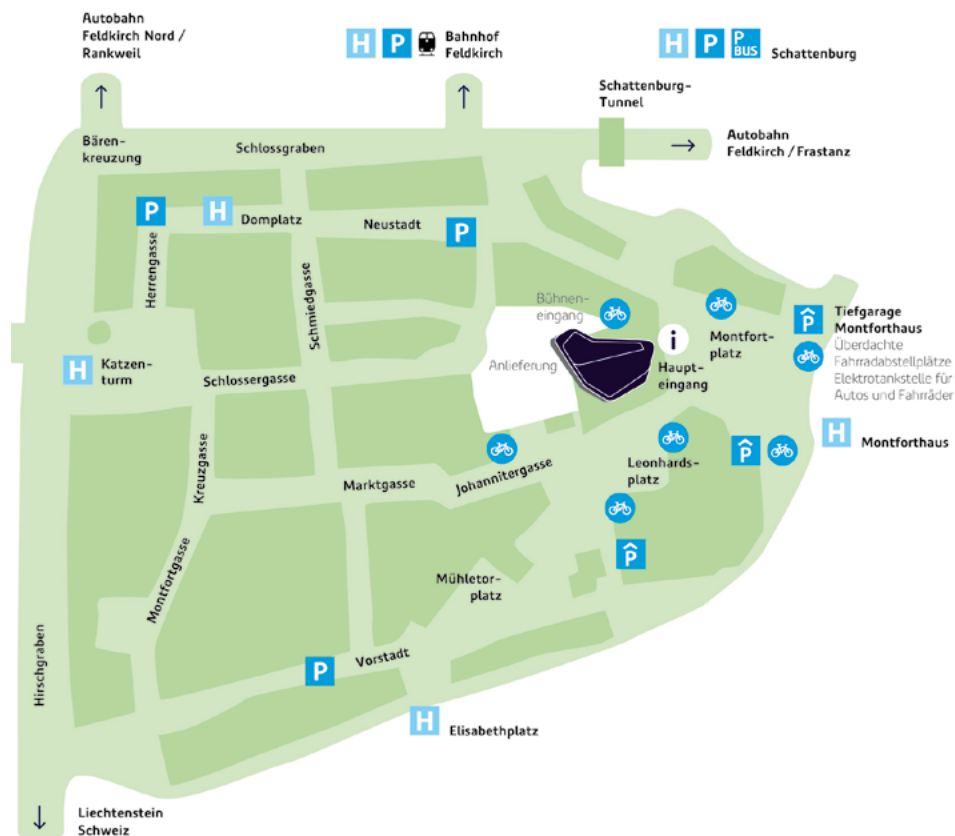 Autobahn
Feldkirch Nord /
Rankweil
H P Bahnhof
Feldkirch
H P P
BUS Schattenburg
Schattenburg-
Tunnel
Autobahn
Feldkirch / Frastanz
Bären-
kreuzung
Schlossgraben
P H Domplatz
Neustadt P
Herrengasse
Schmiedgasse
Bühnen-
eingang
Anlieferung
i
Haupt-
eingang
Montfort-
platz
P Tiefgarage
Montforthaus
Überdachte
Fahrradabstellplätze
Elektrotankstelle für
Autos und Fahrräder
H Montforthaus
H Katzen-
turm
Schlossergasse
Kreuzgasse
Marktgasse
Johannitergasse
Leonhards-
platz
P
P
Montfortgasse
Mühletor-
platz
P Vorstadt
H Elisabethplatz
Hirschgraben
Liechtenstein
Schweiz